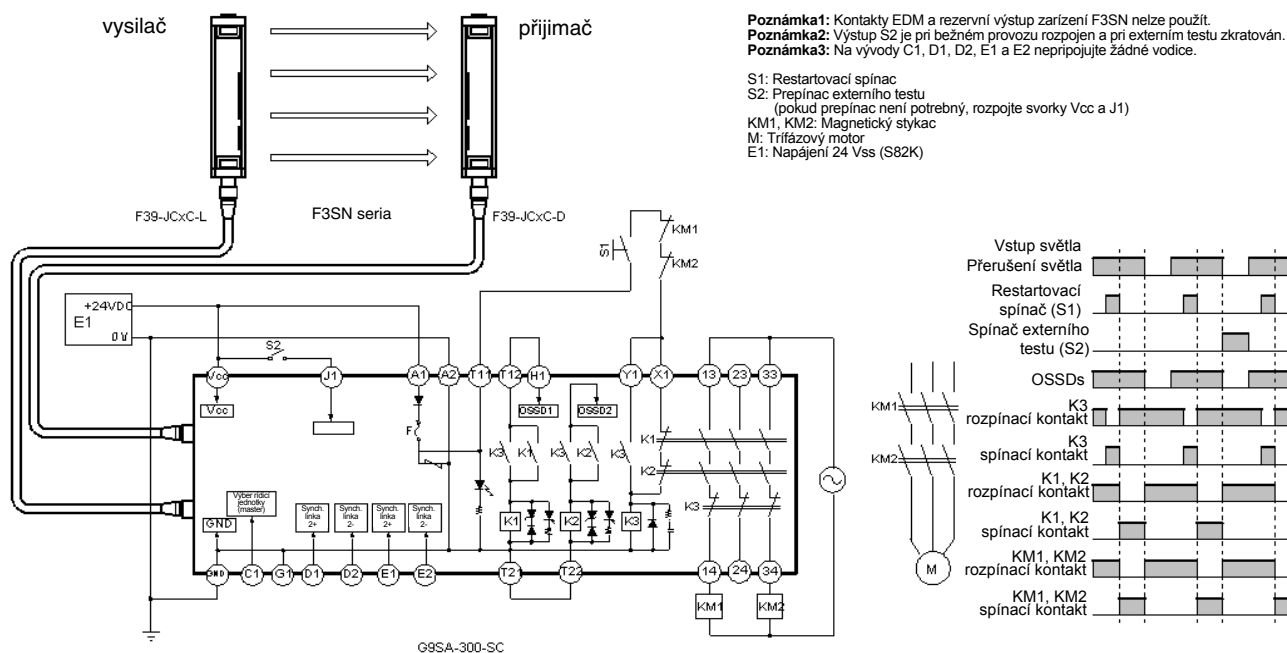 vysilač
přijimač
Poznámka1: Kontakty EDM a rezervní výstup zarízení F3SN nelze použít.
Poznámka2: Výstup S2 je pri bežném provozu rozpojen a pri externím testu zkratován.
Poznámka3: Na vývody C1, D1, D2, E1 a E2 nepripojujte žádné vodice.
S1: Restartovací spínac
S2: Prepínac externího testu
(pokud prepínac není potrebný, rozpojte svorky Vcc a J1)
KM1, KM2: Magnetický stykac
M: Trífázový motor
E1: Napájení 24 Vss (S82K)
F39-JCxC-L
F3SN seria
F39-JCxC-D
S1
KM1
KM2
+24VDC
E1
0V
S2
Vcc
J1
A1
A2
T11
T12
H1
Y1
X1
13
23
33
Vcc
OSSD1
OSSD2
F
K3
K1
K3
K2
K3
K1
K2
K3
GND
Výber rídicí
jednotky
(master)
Synch.
linka
2+
Synch.
linka
2-
Synch.
linka
2+
Synch.
linka
2-
K1
K2
K3
GND
C1
G1
D1
D2
E1
E2
T21
T22
14
24
34
KM1
KM2
G9SA-300-SC
KM1
KM2
M
Vstup světla
Přerušení světla
Restartovací
spínač (S1)
Spínač externího
testu (S2)
OSSDs
K3
rozpínací kontakt
K3
spínací kontakt
K1, K2
rozpínací kontakt
K1, K2
spínací kontakt
KM1, KM2
rozpínací kontakt
KM1, KM2
spínací kontakt